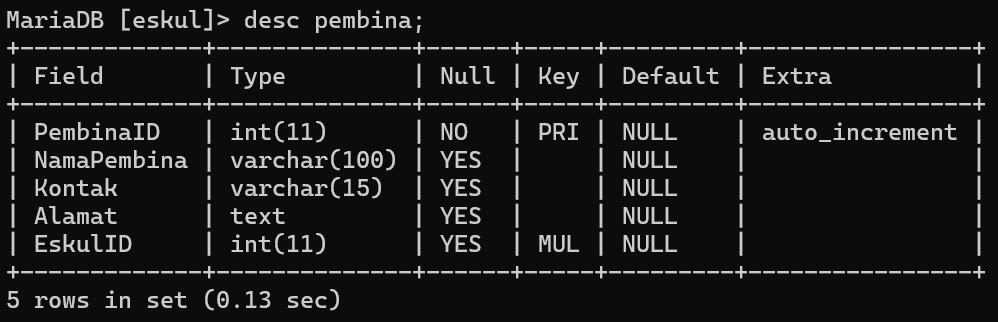 MariaDB [eskul]> desc pembina;
+-------------+--------------+------+-----+---------+----------------+
| Field       | Type         | Null | Key | Default | Extra          |
+-------------+--------------+------+-----+---------+----------------+
| PembinaID   | int(11)      | NO   | PRI | NULL    | auto_increment |
| NamaPembina | varchar(100) | YES  |     | NULL    |                |
| Kontak      | varchar(15)  | YES  |     | NULL    |                |
| Alamat      | text         | YES  |     | NULL    |                |
| EskulID     | int(11)      | YES  | MUL | NULL    |                |
+-------------+--------------+------+-----+---------+----------------+
5 rows in set (0.13 sec)